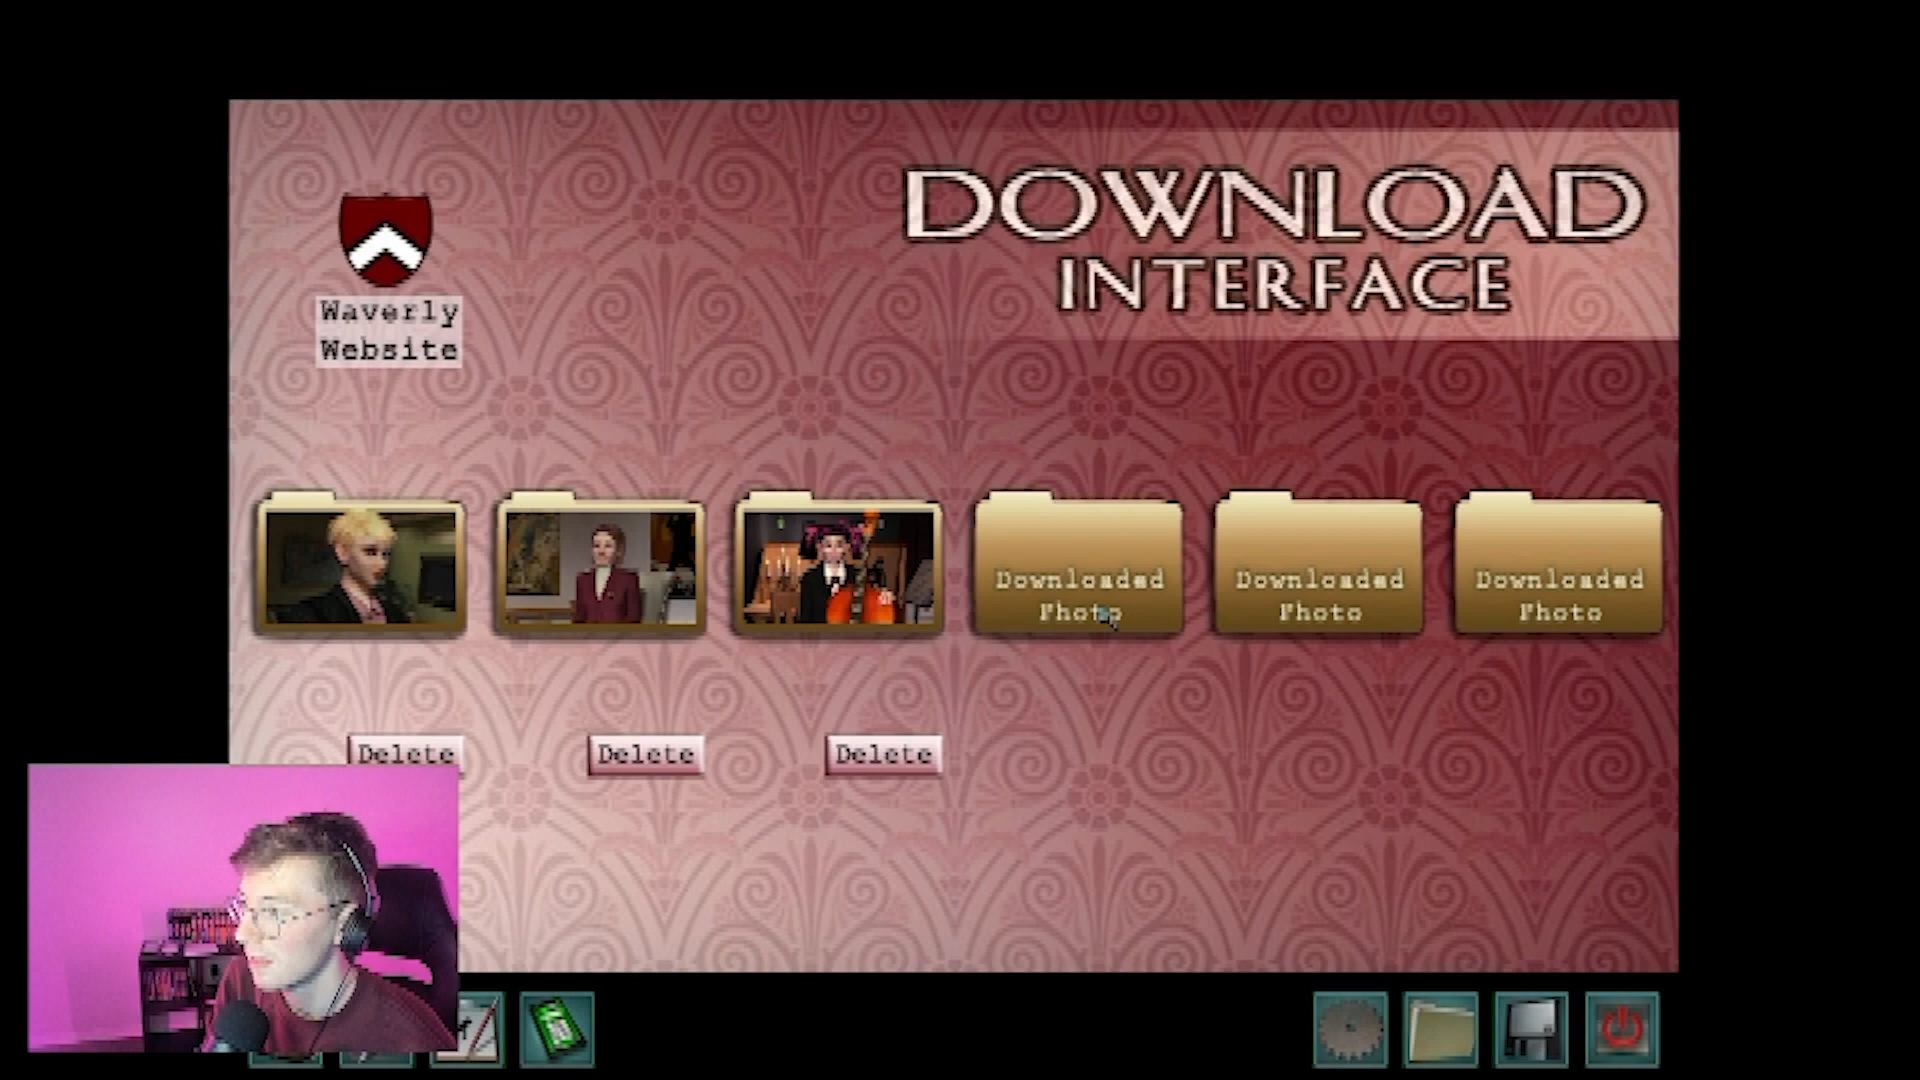 DOWNLOAD
INTERFACE
Waverly
Website
Downloaded
Photo
Downloaded
Photo
Downloaded
Photo
Delete
Delete
Delete